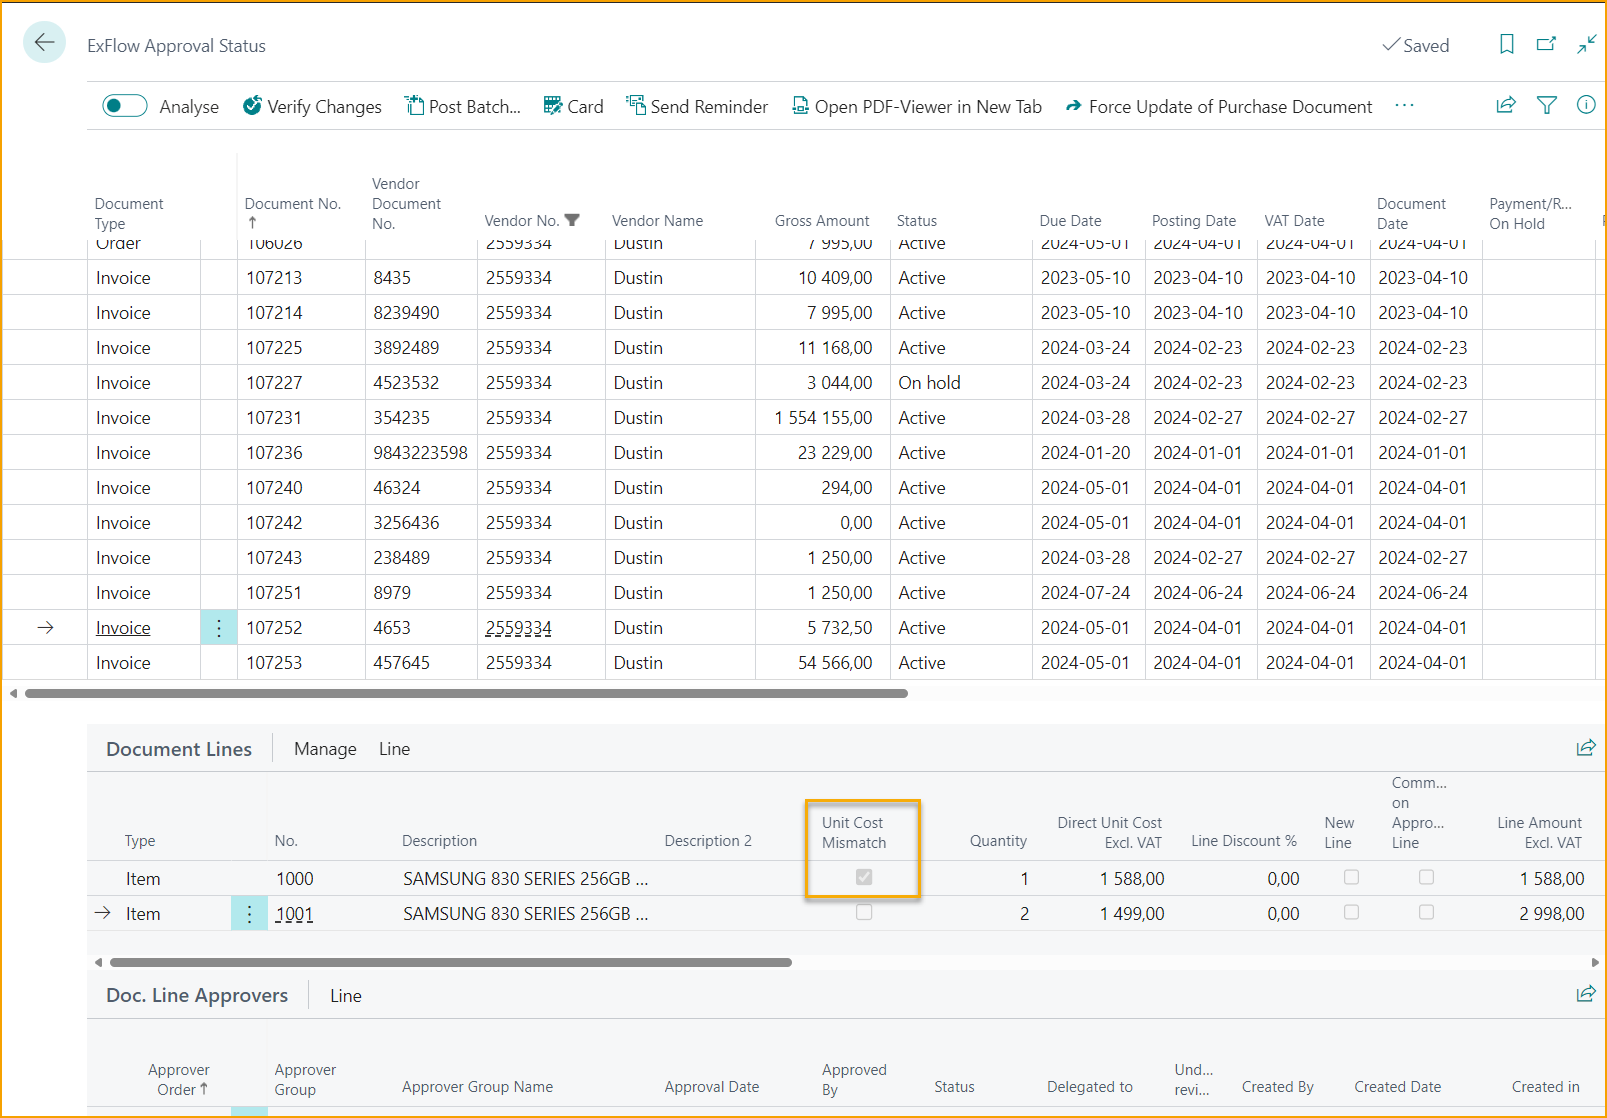 ExFlow Approval Status
Saved
Analyse
Verify Changes
Post Batch...
Card
Send Reminder
Open PDF-Viewer in New Tab
Force Update of Purchase Document
Document Type
Document No. ↑
Vendor Document No.
Vendor No.
Vendor Name
Gross Amount
Status
Due Date
Posting Date
VAT Date
Document Date
Payment/R... On Hold
Order 106026 2559334 Dustin 7 995,00 Active 2024-05-01 2024-04-01 2024-04-01 2024-04-01
Invoice 107213 8435 2559334 Dustin 10 409,00 Active 2023-05-10 2023-04-10 2023-04-10 2023-04-10
Invoice 107214 8239490 2559334 Dustin 7 995,00 Active 2023-05-10 2023-04-10 2023-04-10 2023-04-10
Invoice 107225 3892489 2559334 Dustin 11 168,00 Active 2024-03-24 2024-02-23 2024-02-23 2024-02-23
Invoice 107227 4523532 2559334 Dustin 3 044,00 On hold 2024-03-24 2024-02-23 2024-02-23 2024-02-23
Invoice 107231 354235 2559334 Dustin 1 554 155,00 Active 2024-03-28 2024-02-27 2024-02-27 2024-02-27
Invoice 107236 9843223598 2559334 Dustin 23 229,00 Active 2024-01-20 2024-01-01 2024-01-01 2024-01-01
Invoice 107240 46324 2559334 Dustin 294,00 Active 2024-05-01 2024-04-01 2024-04-01 2024-04-01
Invoice 107242 3256436 2559334 Dustin 0,00 Active 2024-05-01 2024-04-01 2024-04-01 2024-04-01
Invoice 107243 238489 2559334 Dustin 1 250,00 Active 2024-03-28 2024-02-27 2024-02-27 2024-02-27
Invoice 107251 8979 2559334 Dustin 1 250,00 Active 2024-07-24 2024-06-24 2024-06-24 2024-06-24
Invoice 107252 4653 2559334 Dustin 5 732,50 Active 2024-05-01 2024-04-01 2024-04-01 2024-04-01
Invoice 107253 457645 2559334 Dustin 54 566,00 Active 2024-05-01 2024-04-01 2024-04-01 2024-04-01
Document Lines
Manage
Line
Type
No.
Description
Description 2
Unit Cost Mismatch
Quantity
Direct Unit Cost Excl. VAT
Line Discount %
New Line
Comm... on Appro... Line
Line Amount Excl. VAT
Item 1000 SAMSUNG 830 SERIES 256GB ... 1 1 588,00 0,00 1 588,00
Item 1001 SAMSUNG 830 SERIES 256GB ... 2 1 499,00 0,00 2 998,00
Doc. Line Approvers
Line
Approver Order ↑
Approver Group
Approver Group Name
Approval Date
Approved By
Status
Delegated to
Und... revi...
Created By
Created Date
Created in